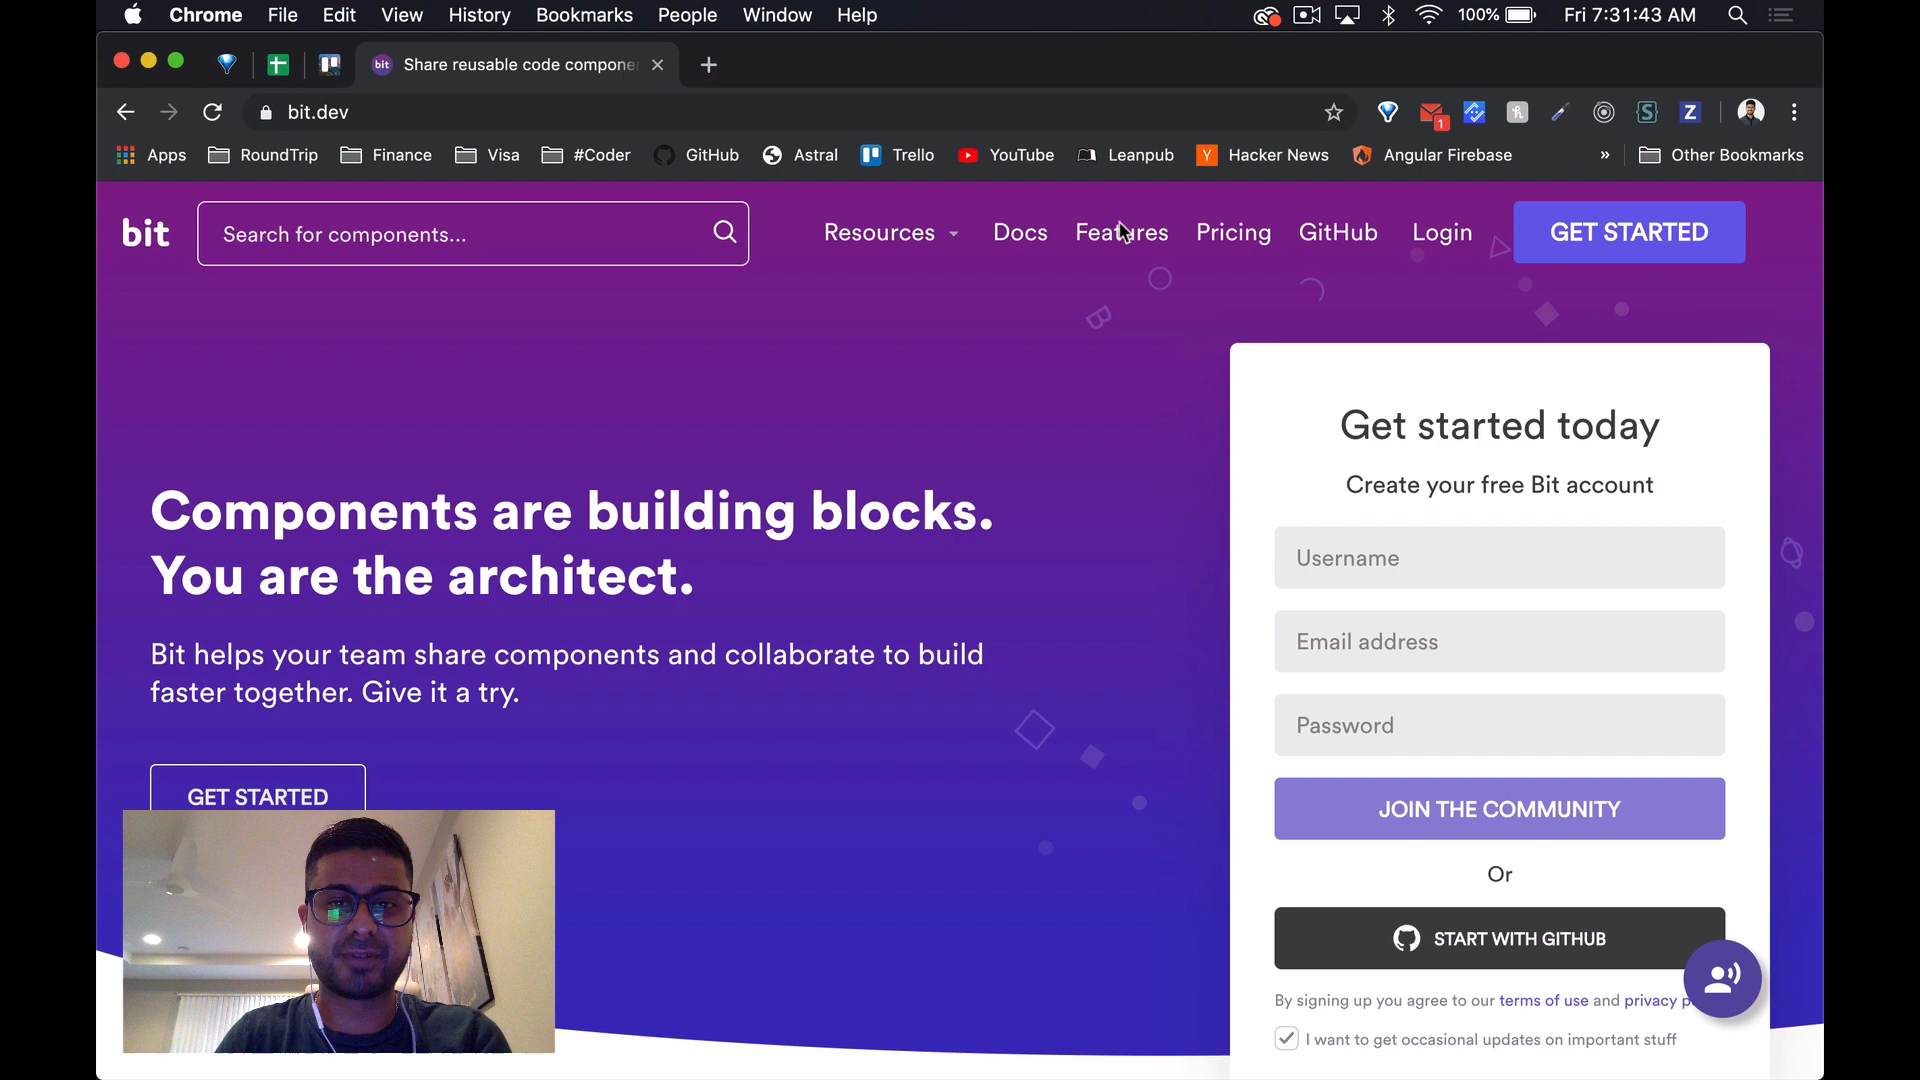 Chrome File Edit View History Bookmarks People Window Help 100% Fri 7:31:43 AM
bit Share reusable code compone
bit.dev
1
Apps RoundTrip Finance Visa #Coder GitHub Astral Trello YouTube Leanpub Hacker News Angular Firebase » Other Bookmarks
bit Search for components... Resources Docs Features Pricing GitHub Login GET STARTED
Get started today
Create your free Bit account
Components are building blocks.
You are the architect.
Bit helps your team share components and collaborate to build
faster together. Give it a try.
GET STARTED
Username
Email address
Password
JOIN THE COMMUNITY
Or
START WITH GITHUB
By signing up you agree to our terms of use and privacy p
I want to get occasional updates on important stuff